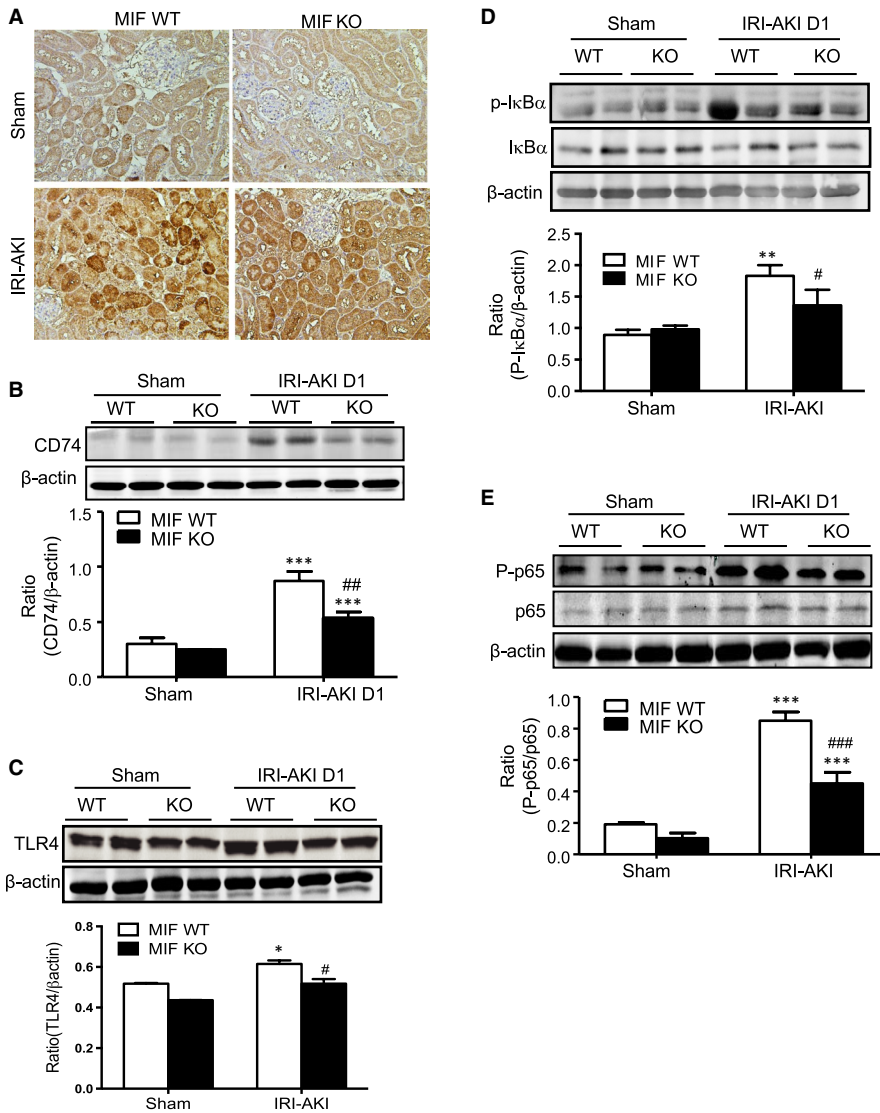 A
MIF WT MIF KO
Sham
IRI-AKI
B
Sham IRI-AKI D1
WT KO WT KO
CD74
β-actin
Ratio
(CD74/β-actin)
1.5
1.0
0.5
0.0
MIF WT
MIF KO
***
##
***
Sham IRI-AKI D1
C
Sham IRI-AKI D1
WT KO WT KO
TLR4
β-actin
Ratio(TLR4/βactin)
0.8
0.6
0.4
0.2
0.0
MIF WT
MIF KO
*
#
Sham IRI-AKI
D
Sham IRI-AKI D1
WT KO WT KO
p-IκBα
IκBα
β-actin
Ratio
(P-IκBα/β-actin)
2.5
2.0
1.5
1.0
0.5
0.0
MIF WT
MIF KO
**
#
Sham IRI-AKI
E
Sham IRI-AKI D1
WT KO WT KO
P-p65
p65
β-actin
Ratio
(P-p65/p65)
1.0
0.8
0.6
0.4
0.2
0.0
MIF WT
MIF KO
***
###
***
Sham IRI-AKI